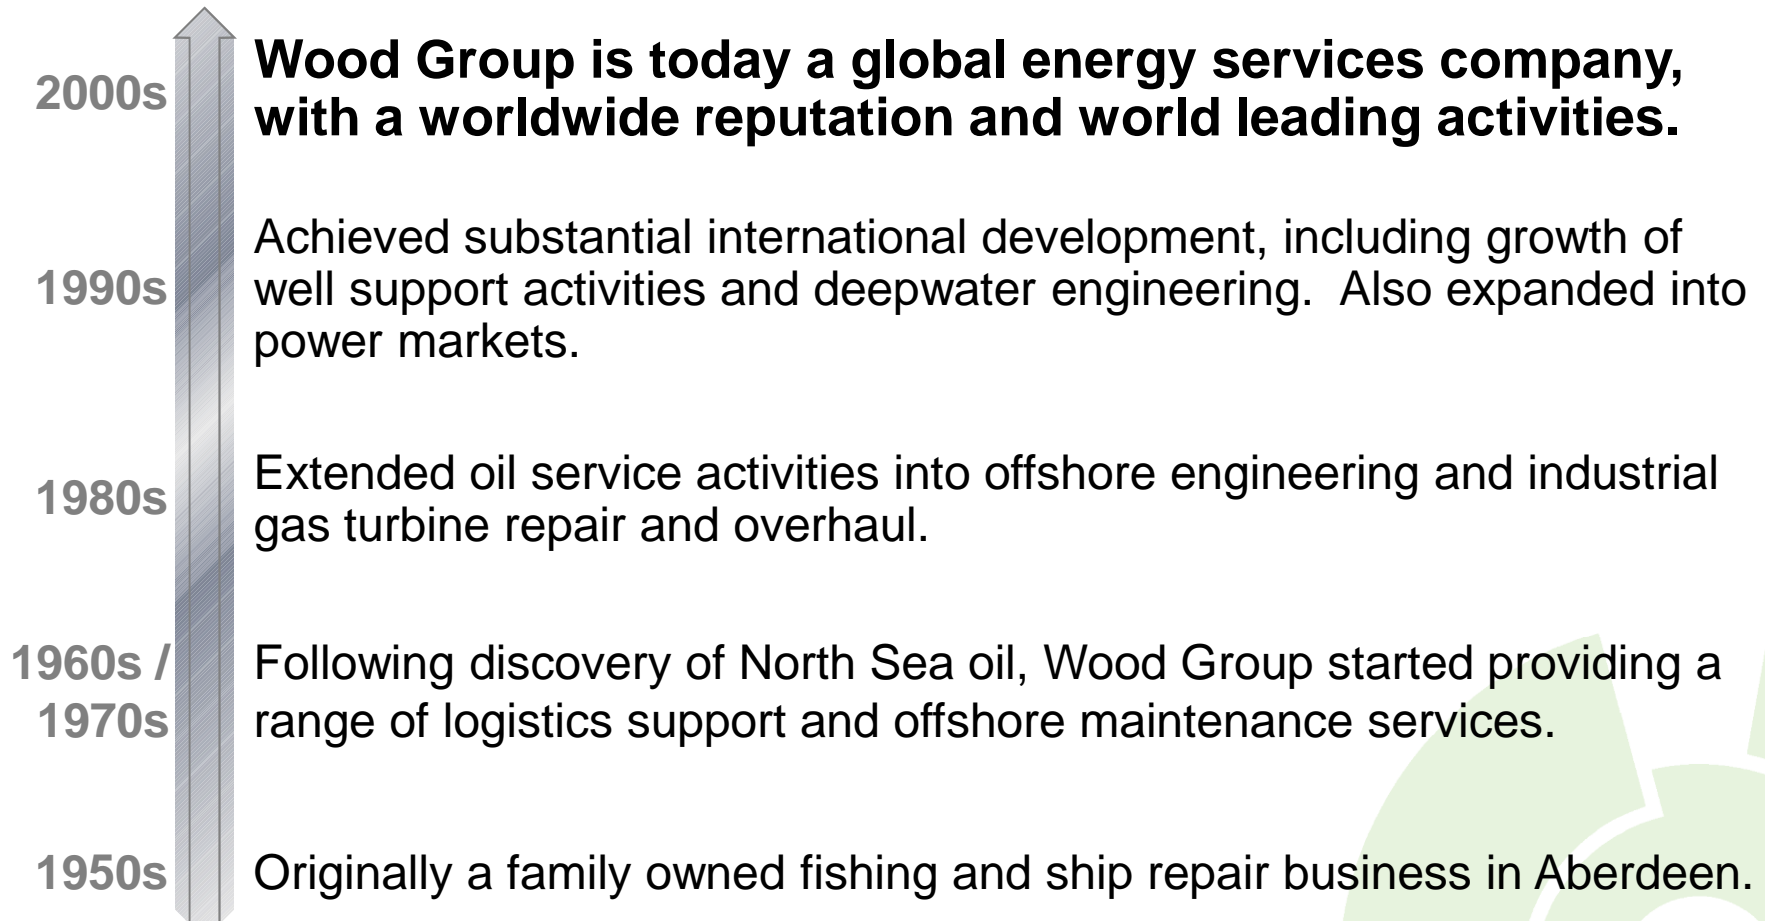 2000s
Wood Group is today a global energy services company,
with a worldwide reputation and world leading activities.
1990s
Achieved substantial international development, including growth of
well support activities and deepwater engineering.  Also expanded into
power markets.
1980s
Extended oil service activities into offshore engineering and industrial
gas turbine repair and overhaul.
1960s /
1970s
Following discovery of North Sea oil, Wood Group started providing a
range of logistics support and offshore maintenance services.
1950s
Originally a family owned fishing and ship repair business in Aberdeen.